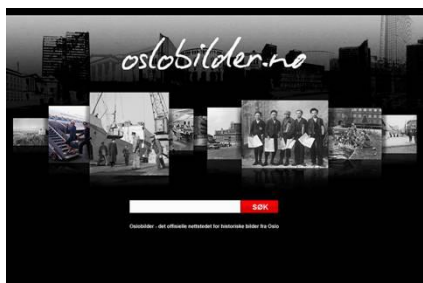 oslobilder.no
SØK
Oslobilder - det offisielle nettstedet for historiske bilder fra Oslo